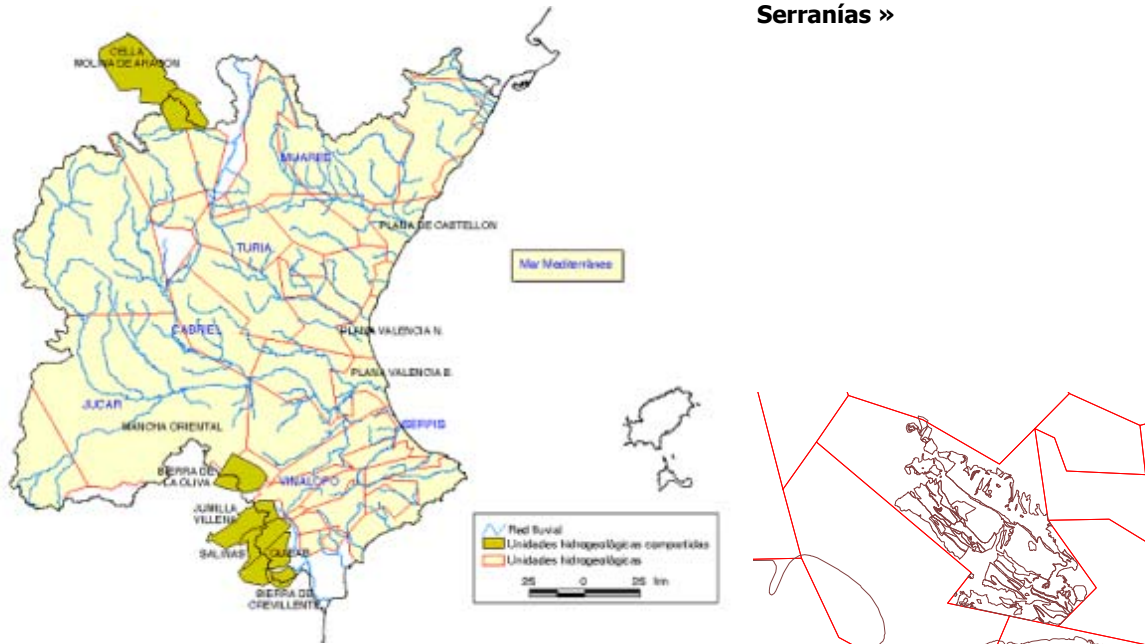 Serranías »
CELLA
MOLINA DE ARAGON
MIJARES
PLANA DE CASTELLON
TURIA
Mar Mediterráneo
CABRIEL
PLANA VALENCIA N.
PLANA VALENCIA S.
JUCAR
MANCHA ORIENTAL
SERPIS
SIERRA DE
LA OLIVA
VINALOPO
JUMILLA
VILLENA
SALINAS
QUIBAS
SIERRA DE
CREVILLENTE
Red fluvial
Unidades hidrogeológicas compartidas
Unidades hidrogeológicas
25 0 25 km